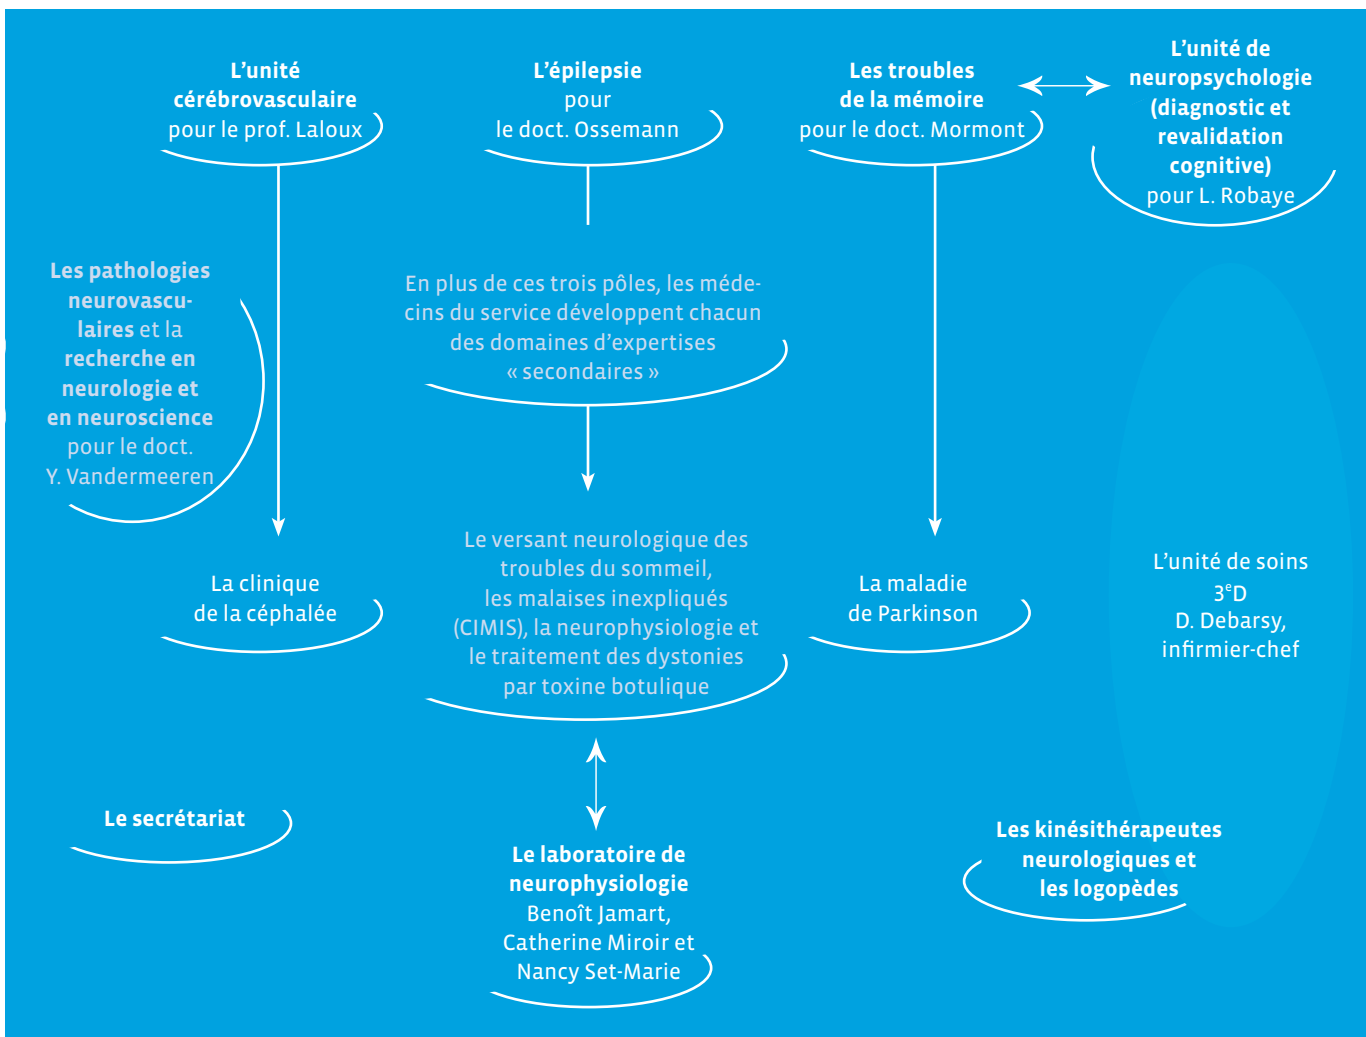 L’unité
cérébrovasculaire
pour le prof. Laloux
L’épilepsie
pour
le doct. Ossemann
Les troubles
de la mémoire
pour le doct. Mormont
L’unité de
neuropsychologie
(diagnostic et
revalidation
cognitive)
pour L. Robaye
Les pathologies
neurovascu-
laires et la
recherche en
neurologie et
en neuroscience
pour le doct.
Y. Vandermeeren
En plus de ces trois pôles, les méde-
cins du service développent chacun
des domaines d’expertises
« secondaires »
La clinique
de la céphalée
Le versant neurologique des
troubles du sommeil,
les malaises inexpliqués
(CIMIS), la neurophysiologie et
le traitement des dystonies
par toxine botulique
La maladie
de Parkinson
L’unité de soins
3eD
D. Debarsy,
infirmier-chef
Le secrétariat
Le laboratoire de
neurophysiologie
Benoît Jamart,
Catherine Miroir et
Nancy Set-Marie
Les kinésithérapeutes
neurologiques et
les logopèdes